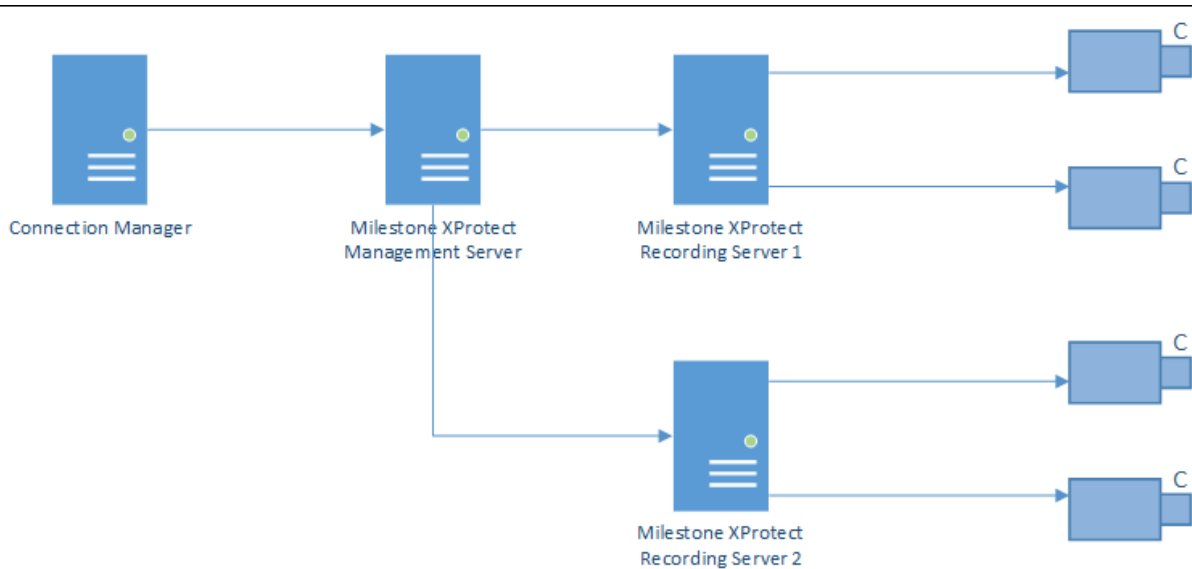 C
C
Connection Manager
Milestone XProtect
Management Server
Milestone XProtect
Recording Server 1
C
C
Milestone XProtect
Recording Server 2